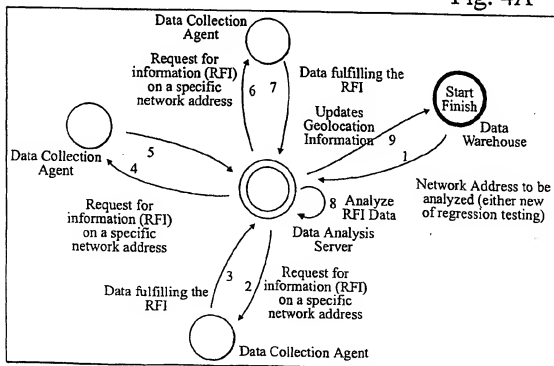 Fig. 4A
Data Collection
Agent
Request for
information (RFI)
on a specific
network address
6
7
Data fulfilling the
RFI
Start
Finish
Data
Warehouse
Updates
Geolocation
Information
9
1
Data Collection
Agent
5
4
Request for
information (RFI)
on a specific
network address
8
Analyze
RFI Data
Data Analysis
Server
Network Address to be
analyzed (either new
of regression testing)
Data fulfilling the
RFI
3
2
Request for
information (RFI)
on a specific
network address
Data Collection Agent